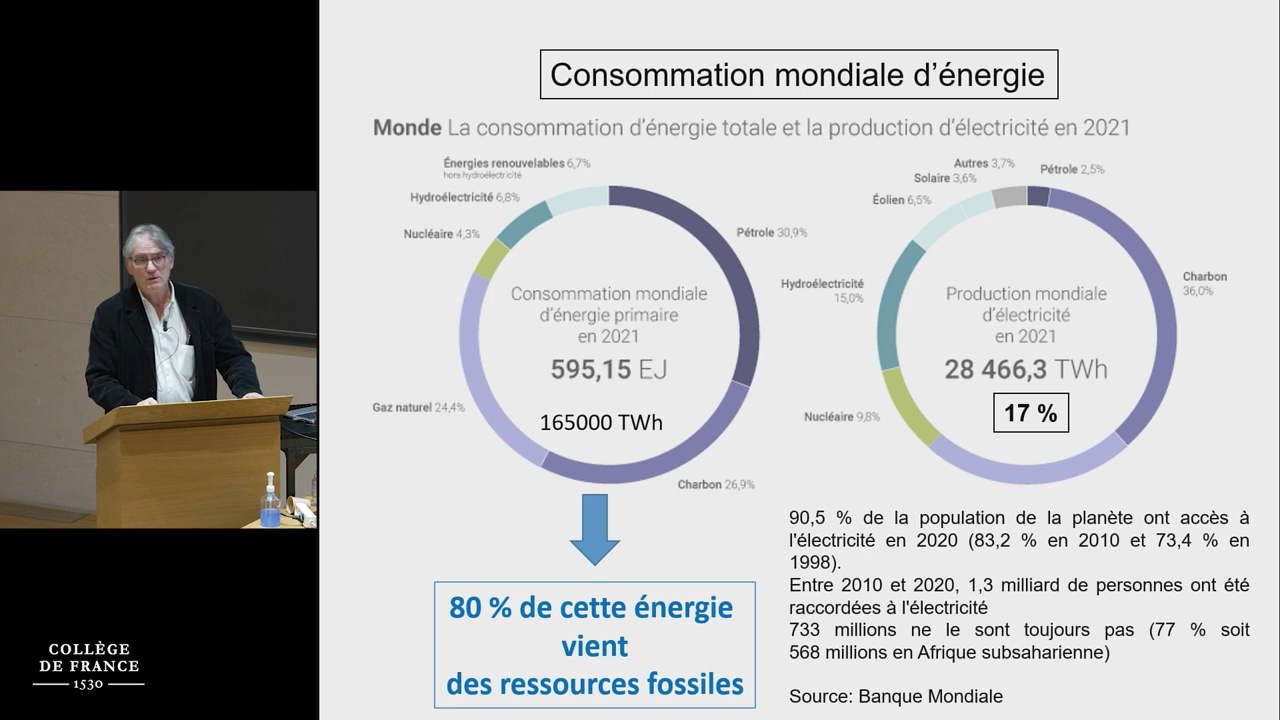 Consommation mondiale d'énergie
Monde La consommation d'énergie totale et la production d'électricité en 2021
Énergies renouvelables 6,7%
hors hydroélectricité
Hydroélectricité 6,8%
Nucléaire 4,3%
Pétrole 30,9%
Consommation mondiale
d'énergie primaire
en 2021
595,15 EJ
165000 TWh
Gaz naturel 24,4%
Charbon 26,9%
Autres 3,7%
Pétrole 2,5%
Solaire 3,6%
Éolien 6,5%
Charbon
36,0%
Hydroélectricité
15,0%
Production mondiale
d'électricité
en 2021
28 466,3 TWh
17 %
Nucléaire 9,8%
80 % de cette énergie
vient
des ressources fossiles
90,5 % de la population de la planète ont accès à
l'électricité en 2020 (83,2 % en 2010 et 73,4 % en
1998).
Entre 2010 et 2020, 1,3 milliard de personnes ont été
raccordées à l'électricité
733 millions ne le sont toujours pas (77 % soit
568 millions en Afrique subsaharienne)
Source: Banque Mondiale
COLLÈGE
DE FRANCE
1530